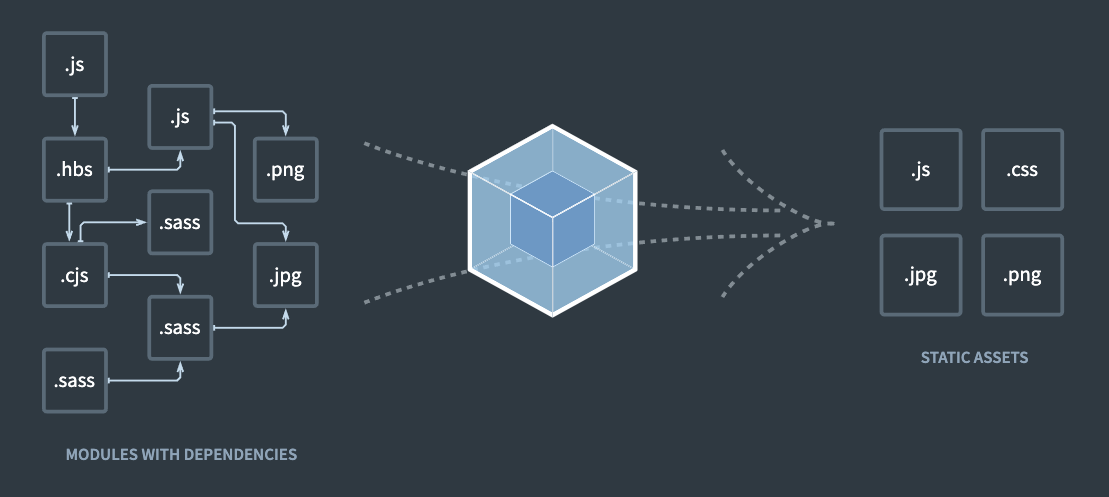 .js
.js
.hbs
.png
.sass
.cjs
.jpg
.sass
.sass
MODULES WITH DEPENDENCIES
.js
.css
.jpg
.png
STATIC ASSETS